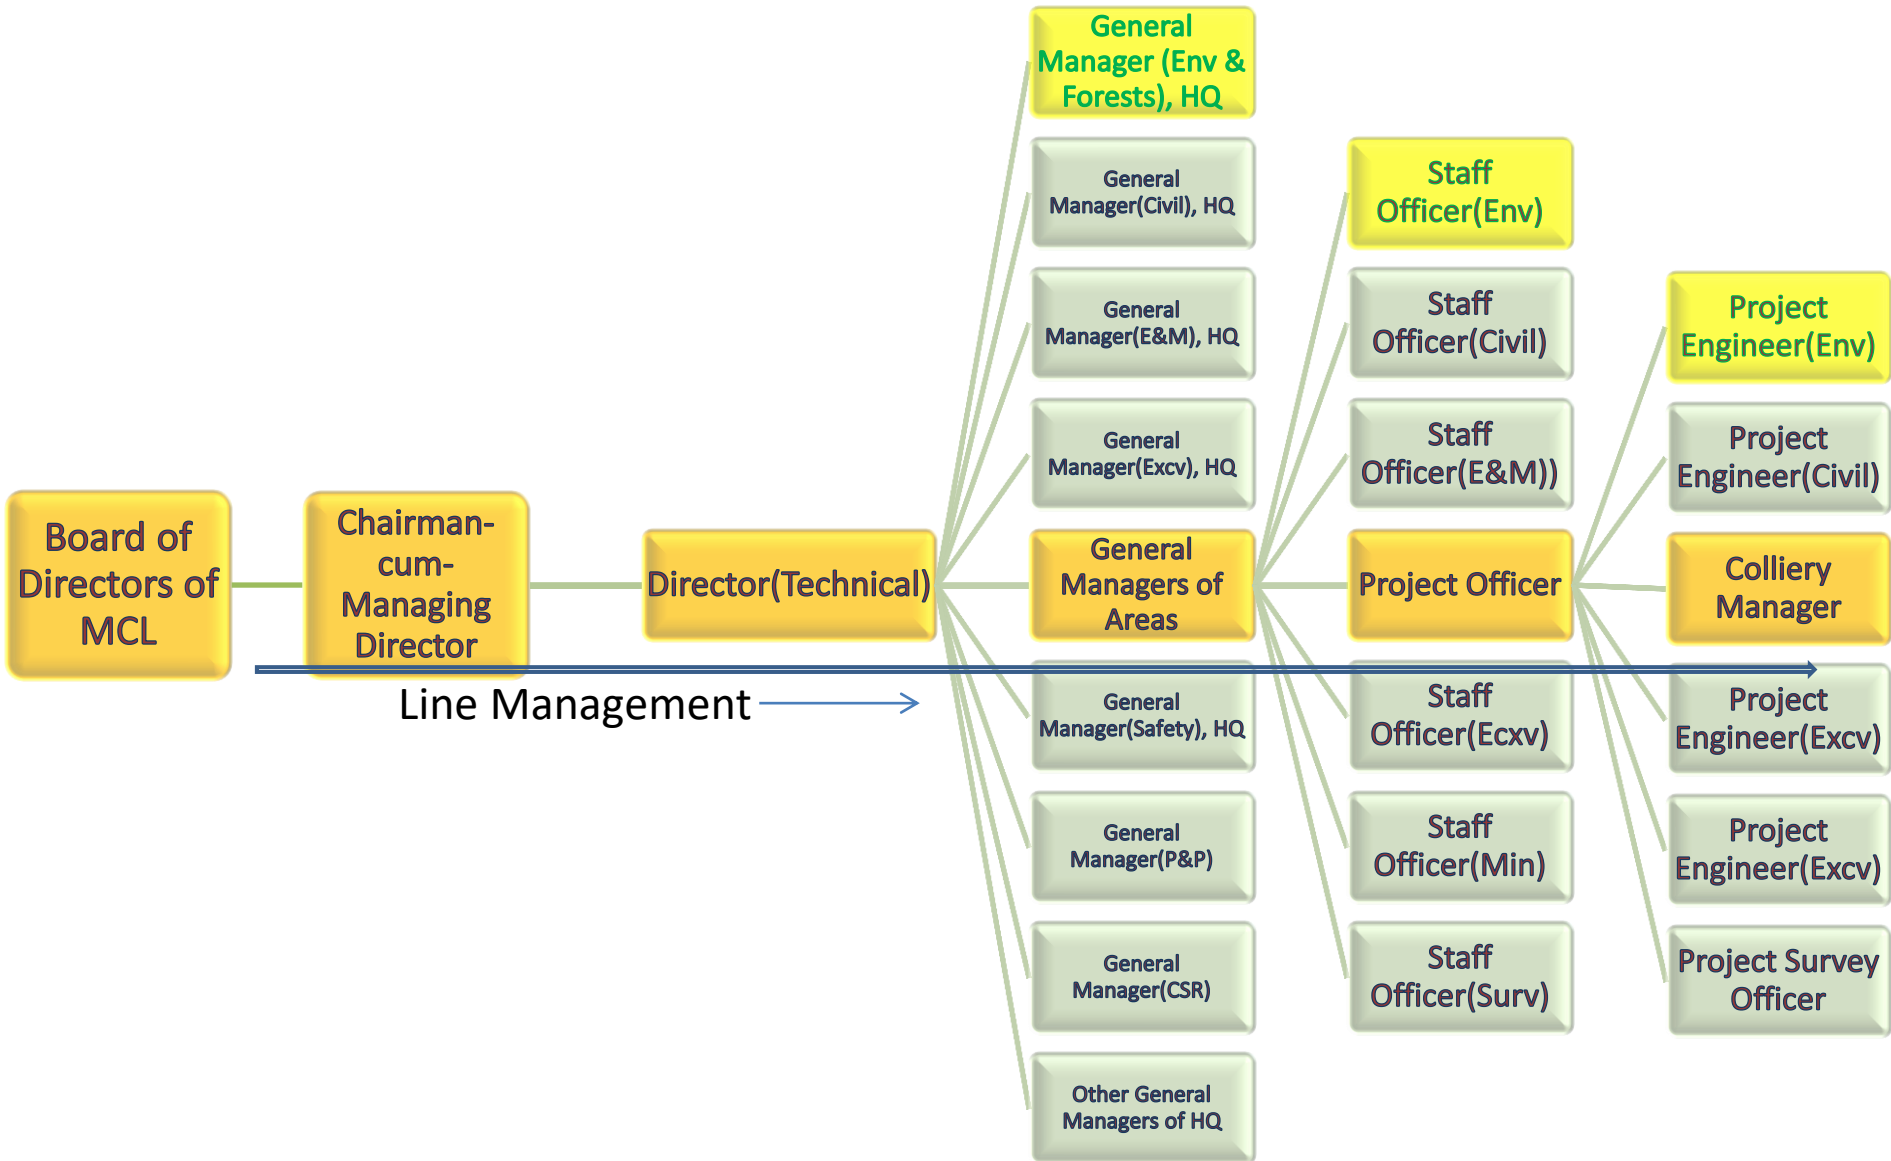 Board of
Directors of
MCL
Chairman-
cum-
Managing
Director
Director(Technical)
Line Management
General
Manager (Env &
Forests), HQ
General
Manager(Civil), HQ
General
Manager(E&M), HQ
General
Manager(Excv), HQ
General
Managers of
Areas
General
Manager(Safety), HQ
General
Manager(P&P)
General
Manager(CSR)
Other General
Managers of HQ
Staff
Officer(Env)
Staff
Officer(Civil)
Staff
Officer(E&M))
Project Officer
Staff
Officer(Ecxv)
Staff
Officer(Min)
Staff
Officer(Surv)
Project
Engineer(Env)
Project
Engineer(Civil)
Colliery
Manager
Project
Engineer(Excv)
Project
Engineer(Excv)
Project Survey
Officer